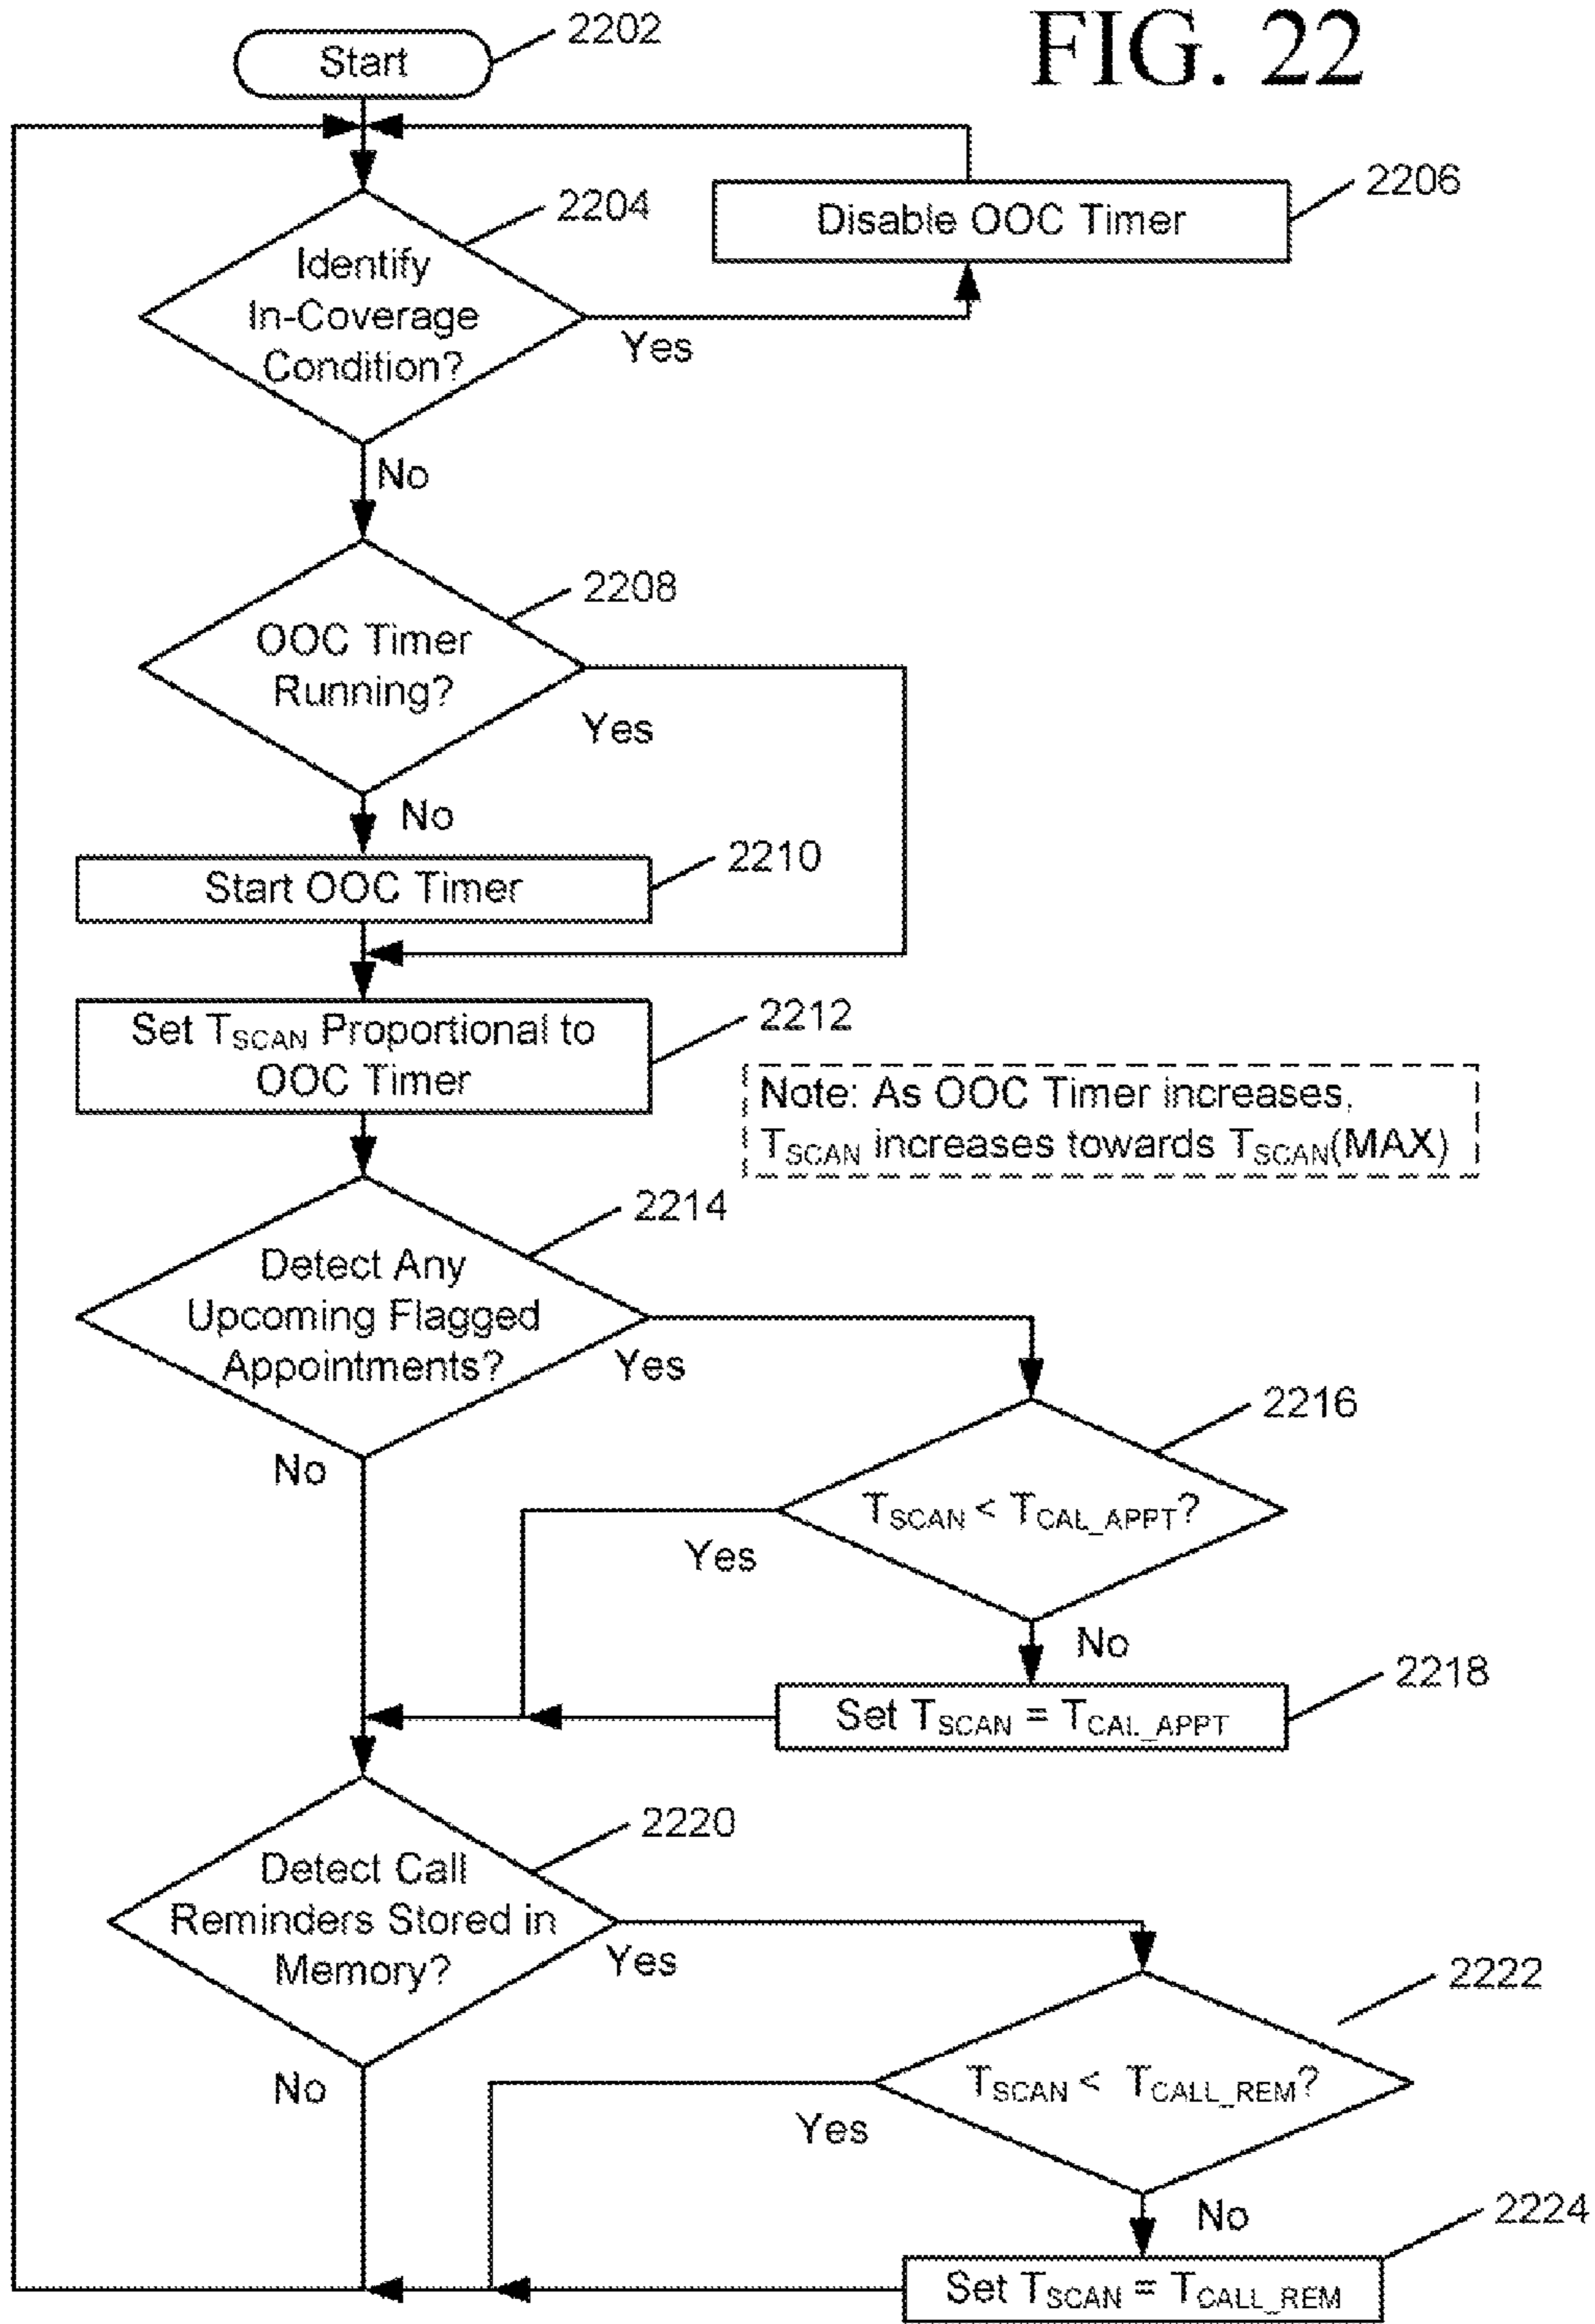 FIG. 22
Start
2202
2204
Identify
In-Coverage
Condition?
Yes
Disable OOC Timer
2206
No
2208
OOC Timer
Running?
Yes
No
2210
Start OOC Timer
Set TSCAN Proportional to
OOC Timer
2212
Note: As OOC Timer increases,
TSCAN increases towards TSCAN(MAX)
2214
Detect Any
Upcoming Flagged
Appointments?
Yes
No
2216
TSCAN < TCAL_APPT?
Yes
No
2218
Set TSCAN = TCAL_APPT
2220
Detect Call
Reminders Stored in
Memory?
Yes
No
2222
TSCAN < TCALL_REM?
Yes
No
2224
Set TSCAN = TCALL_REM